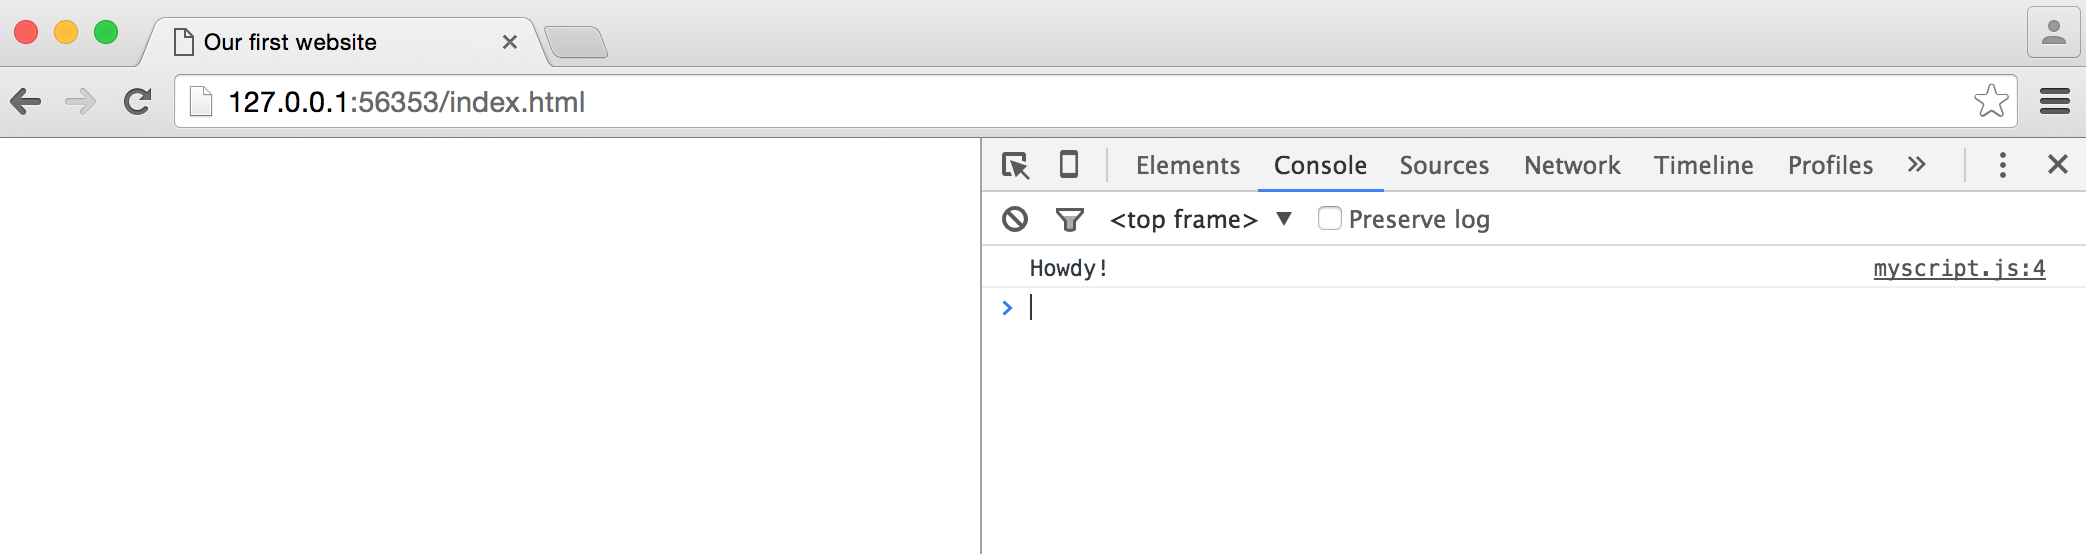 Our first website
127.0.0.1:56353/index.html
Elements Console Sources Network Timeline Profiles »
<top frame> ▼ Preserve log
Howdy! myscript.js:4
>